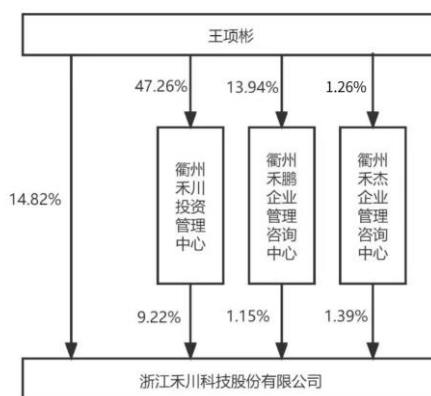 王项彬
47.26%
13.94%
1.26%
14.82%
衢州
禾川
投资
管理
中心
衢州
禾鹏
企业
管理
咨询
中心
衢州
禾杰
企业
管理
咨询
中心
9.22%
1.15%
1.39%
浙江禾川科技股份有限公司